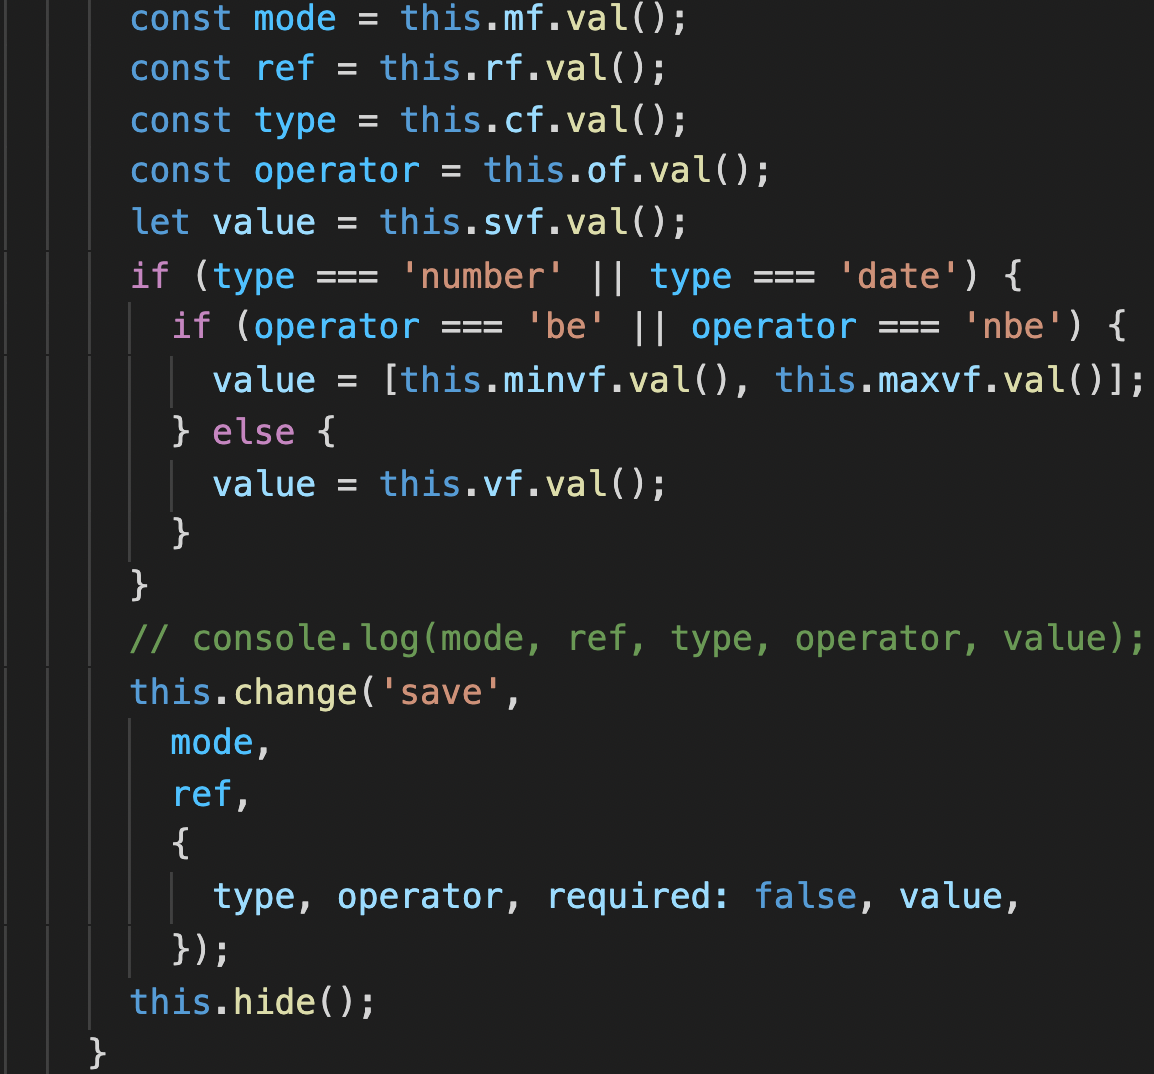 const mode = this.mf.val();
const ref = this.rf.val();
const type = this.cf.val();
const operator = this.of.val();
let value = this.svf.val();
if (type === 'number' || type === 'date') {
if (operator === 'be' || operator === 'nbe') {
value = [this.minvf.val(), this.maxvf.val()];
} else {
value = this.vf.val();
}
}
// console.log(mode, ref, type, operator, value);
this.change('save',
mode,
ref,
{
type, operator, required: false, value,
});
this.hide();
}